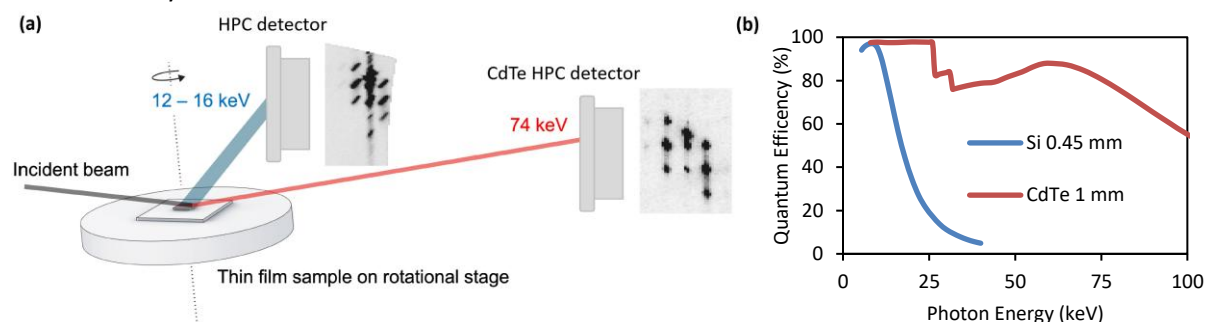 (a)
HPC detector
CdTe HPC detector
12 – 16 keV
74 keV
Incident beam
Thin film sample on rotational stage
(b)
Quantum Efficency (%)
100
80
60
40
20
0
Si 0.45 mm
CdTe 1 mm
0 25 50 75 100
Photon Energy (keV)